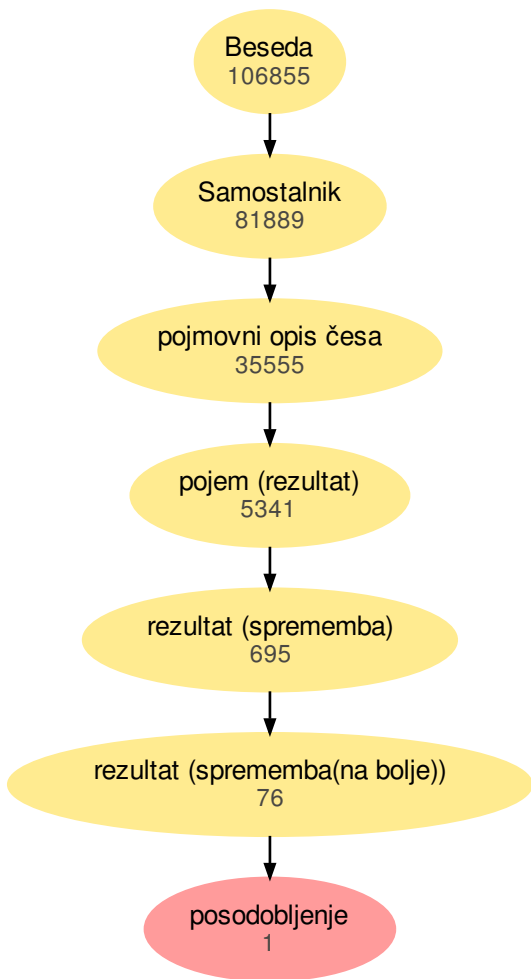 Beseda
106855
Samostalnik
81889
pojmovni opis česa
35555
pojem (rezultat)
5341
rezultat (sprememba)
695
rezultat (sprememba(na bolje))
76
posodobljenje
1